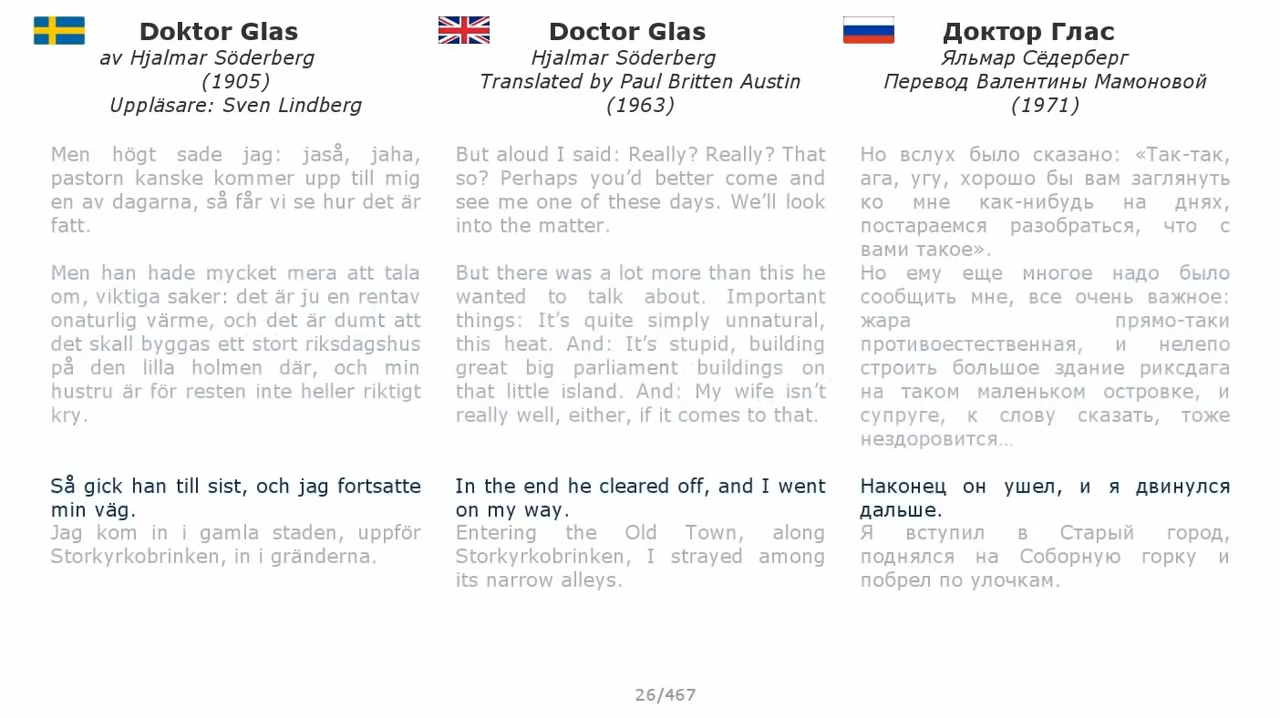 Doktor Glas
av Hjalmar Söderberg
(1905)
Uppläsare: Sven Lindberg
Men högt sade jag: jaså, jaha,
pastorn kanske kommer upp till mig
en av dagarna, så får vi se hur det är
fatt.
Men han hade mycket mera att tala
om, viktiga saker: det är ju en rentav
onaturlig värme, och det är dumt att
det skall byggas ett stort riksdagshus
på den lilla holmen där, och min
hustru är för resten inte heller riktigt
kry.
Så gick han till sist, och jag fortsatte
min väg.
Jag kom in i gamla staden, uppför
Storkyrkobrinken, in i gränderna.
Doctor Glas
Hjalmar Söderberg
Translated by Paul Britten Austin
(1963)
But aloud I said: Really? Really? That
so? Perhaps you’d better come and
see me one of these days. We’ll look
into the matter.
But there was a lot more than this he
wanted to talk about. Important
things: It’s quite simply unnatural,
this heat. And: It’s stupid, building
great big parliament buildings on
that little island. And: My wife isn’t
really well, either, if it comes to that.
In the end he cleared off, and I went
on my way.
Entering the Old Town, along
Storkyrkobrinken, I strayed among
its narrow alleys.
Доктор Глас
Яльмар Сёдерберг
Перевод Валентины Мамоновой
(1971)
Но вслух было сказано: «Так-так,
ага, угу, хорошо бы вам заглянуть
ко мне как-нибудь на днях,
постараемся разобраться, что с
вами такое».
Но ему еще многое надо было
сообщить мне, все очень важное:
жара прямо-таки
противоестественная, и нелепо
строить большое здание риксдага
на таком маленьком островке, и
супруге, к слову сказать, тоже
нездоровится...
Наконец он ушел, и я двинулся
дальше.
Я вступил в Старый город,
поднялся на Соборную горку и
побрел по улочкам.
26/467